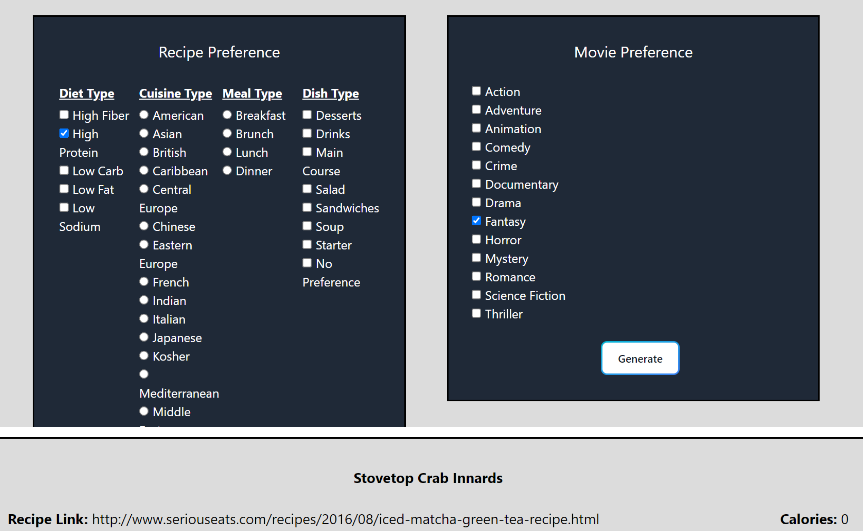 Recipe Preference
Diet Type
High Fiber
High
Protein
Low Carb
Low Fat
Low
Sodium
Cuisine Type
American
Asian
British
Caribbean
Central
Europe
Chinese
Eastern
Europe
French
Indian
Italian
Japanese
Kosher
Mediterranean
Middle
Meal Type
Breakfast
Brunch
Lunch
Dinner
Dish Type
Desserts
Drinks
Main
Course
Salad
Sandwiches
Soup
Starter
No
Preference
Movie Preference
Action
Adventure
Animation
Comedy
Crime
Documentary
Drama
Fantasy
Horror
Mystery
Romance
Science Fiction
Thriller
Generate
Stovetop Crab Innards
Recipe Link: http://www.seriouseats.com/recipes/2016/08/iced-matcha-green-tea-recipe.html
Calories: 0